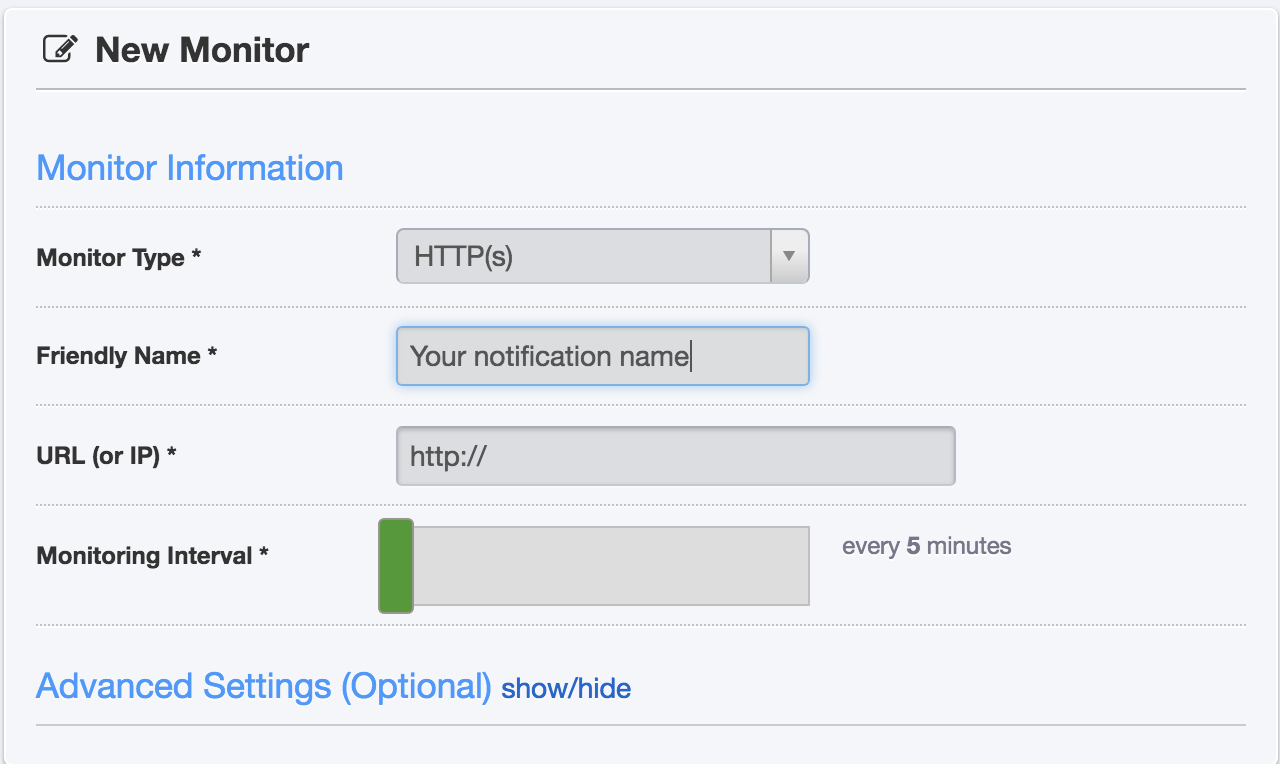 New Monitor
Monitor Information
Monitor Type *
HTTP(s)
Friendly Name *
Your notification name
URL (or IP) *
http://
Monitoring Interval *
every 5 minutes
Advanced Settings (Optional) show/hide